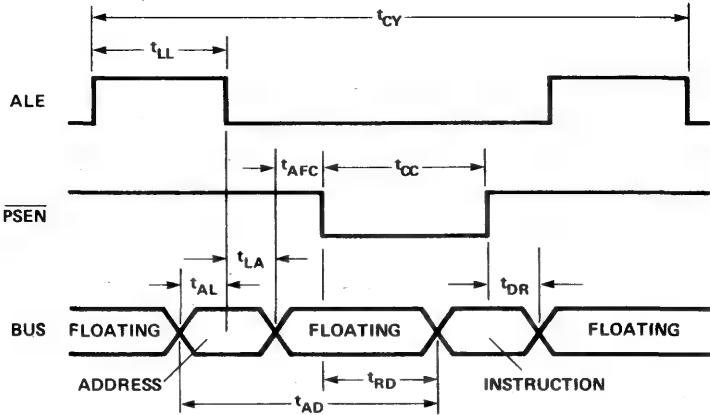 tCY
tLL
ALE
tAFC
tCC
PSEN
tLA
tAL
tDR
BUS FLOATING FLOATING FLOATING
ADDRESS tRD INSTRUCTION
tAD